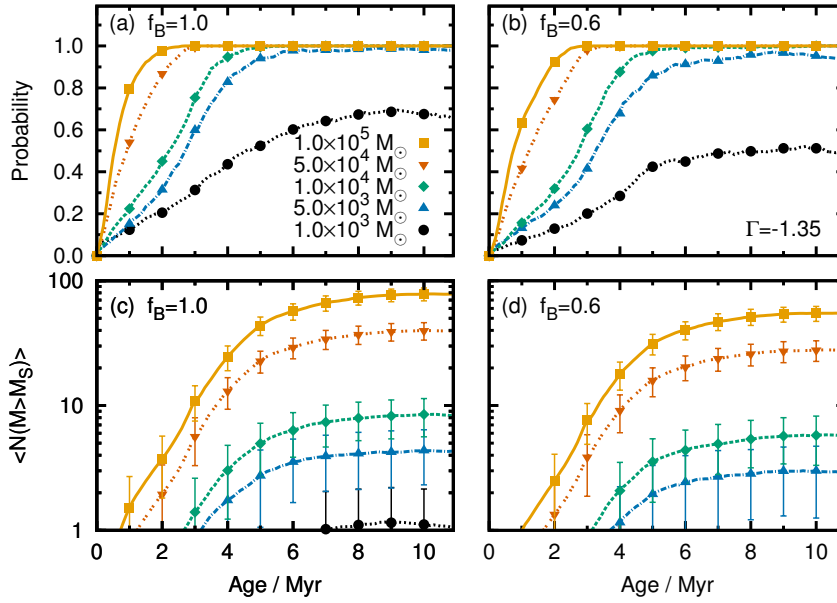 (a) f_B=1.0
(b) f_B=0.6
Probability
1.0
0.8
0.6
0.4
0.2
0.0
1.0×10^5 M_⊙
5.0×10^4 M_⊙
1.0×10^4 M_⊙
5.0×10^3 M_⊙
1.0×10^3 M_⊙
Γ=-1.35
(c) f_B=1.0
(d) f_B=0.6
<N(M>M_S)>
100
10
1
0 2 4 6 8 10
0 2 4 6 8 10
Age / Myr
Age / Myr